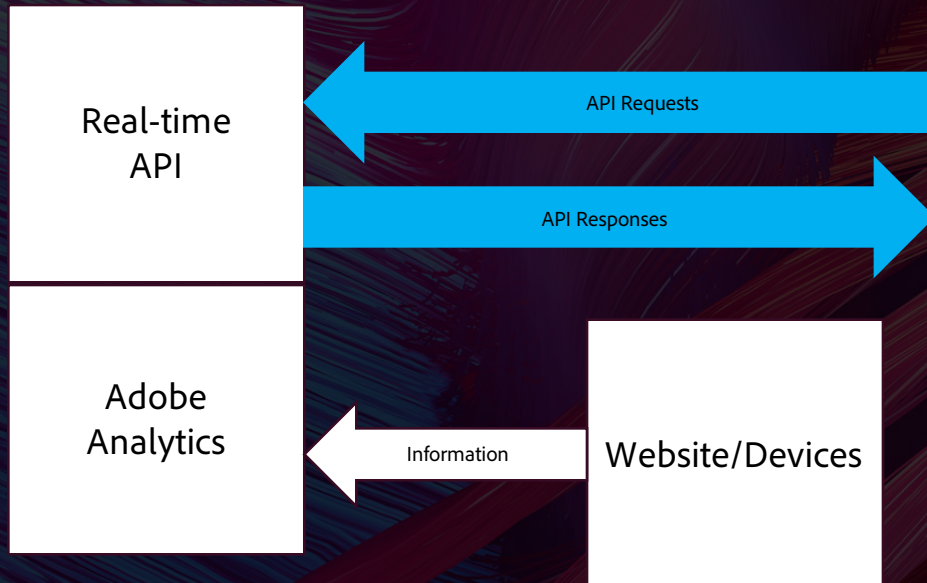 Real-time
API
API Requests
API Responses
Adobe
Analytics
Information
Website/Devices